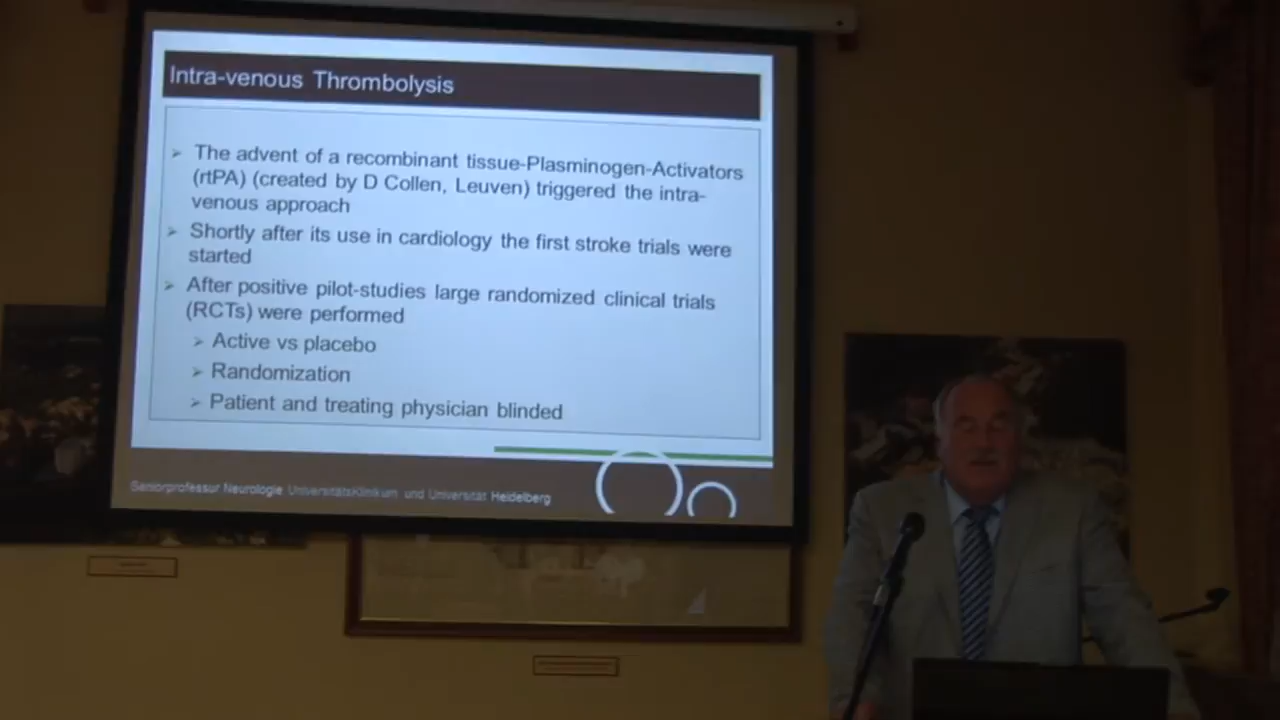 Intra-venous Thrombolysis
➢ The advent of a recombinant tissue-Plasminogen-Activators
(rtPA) (created by D Collen, Leuven) triggered the intra-
venous approach
➢ Shortly after its use in cardiology the first stroke trials were
started
➢ After positive pilot-studies large randomized clinical trials
(RCTs) were performed
➢ Active vs placebo
➢ Randomization
➢ Patient and treating physician blinded
Seniorprofessur Neurologie UniversitätsKlinikum und Universität Heidelberg